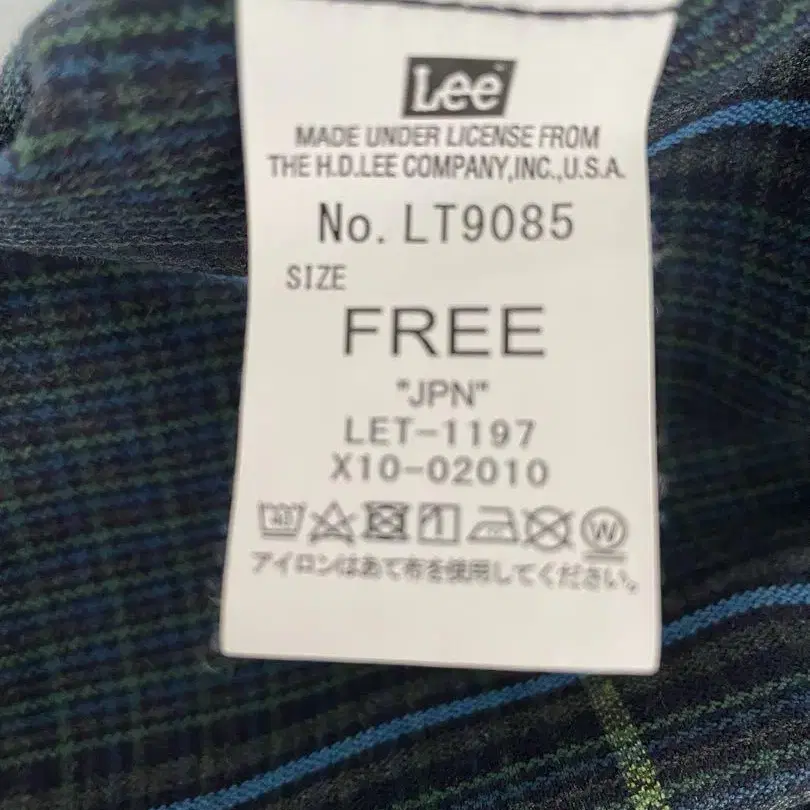 Lee
MADE UNDER LICENSE FROM
THE H.D.LEE COMPANY,INC.,U.S.A.
No. LT9085
SIZE
FREE
"JPN"
LET-1197
X10-02010
W
アイロンはあて布を使用してください。